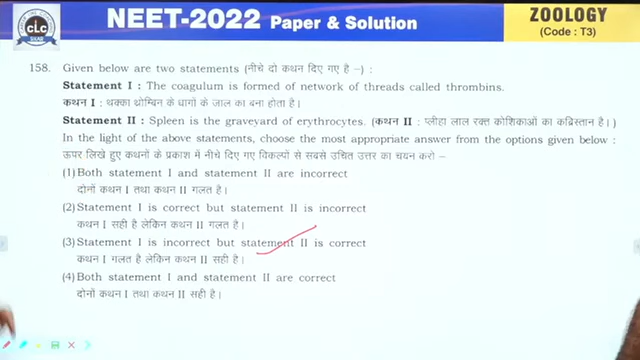 CLC
SIKAR
NEET-2022 Paper & Solution
ZOOLOGY
(Code : T3)
158. Given below are two statements (नीचे दो कथन दिए गए है –) :
Statement I : The coagulum is formed of network of threads called thrombins.
कथन I : थक्का थ्रोम्बिन के धागो के जाल का बना होता है।
Statement II : Spleen is the graveyard of erythrocytes. (कथन II : प्लीहा लाल रक्त कोशिकाओं का कब्रिस्तान है।)
In the light of the above statements, choose the most appropriate answer from the options given below :
ऊपर लिखे हुए कथनों के प्रकाश में नीचे दिए गए विकल्पों से सबसे उचित उत्तर का चयन करो –
(1) Both statement I and statement II are incorrect
दोनों कथन I तथा कथन II गलत है।
(2) Statement I is correct but statement II is incorrect
कथन I सही है लेकिन कथन II गलत है।
(3) Statement I is incorrect but statement II is correct
कथन I गलत है लेकिन कथन II सही है।
(4) Both statement I and statement II are correct
दोनों कथन I तथा कथन II सही है।